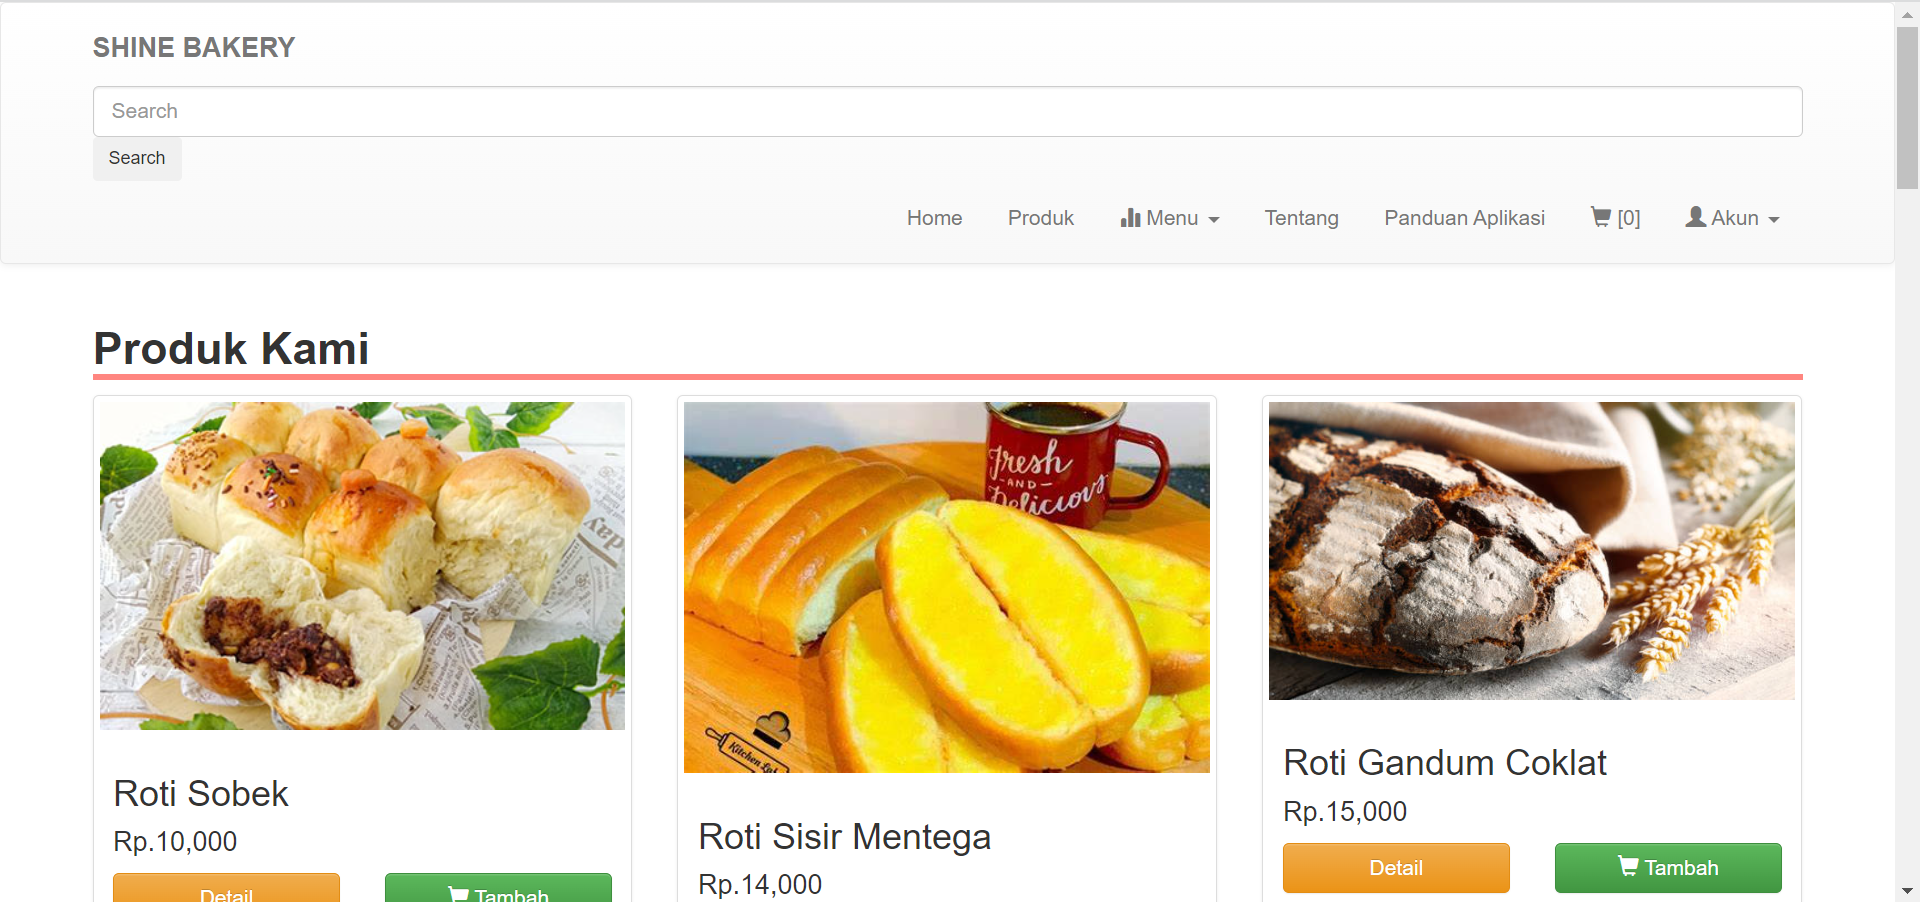 SHINE BAKERY
Search
Search
Home Produk Menu Tentang Panduan Aplikasi [0] Akun
Produk Kami
Fresh
AND
Delicious
Kitchen Lab
Roti Sobek
Rp.10,000
Detail Tambah
Roti Sisir Mentega
Rp.14,000
Roti Gandum Coklat
Rp.15,000
Detail Tambah